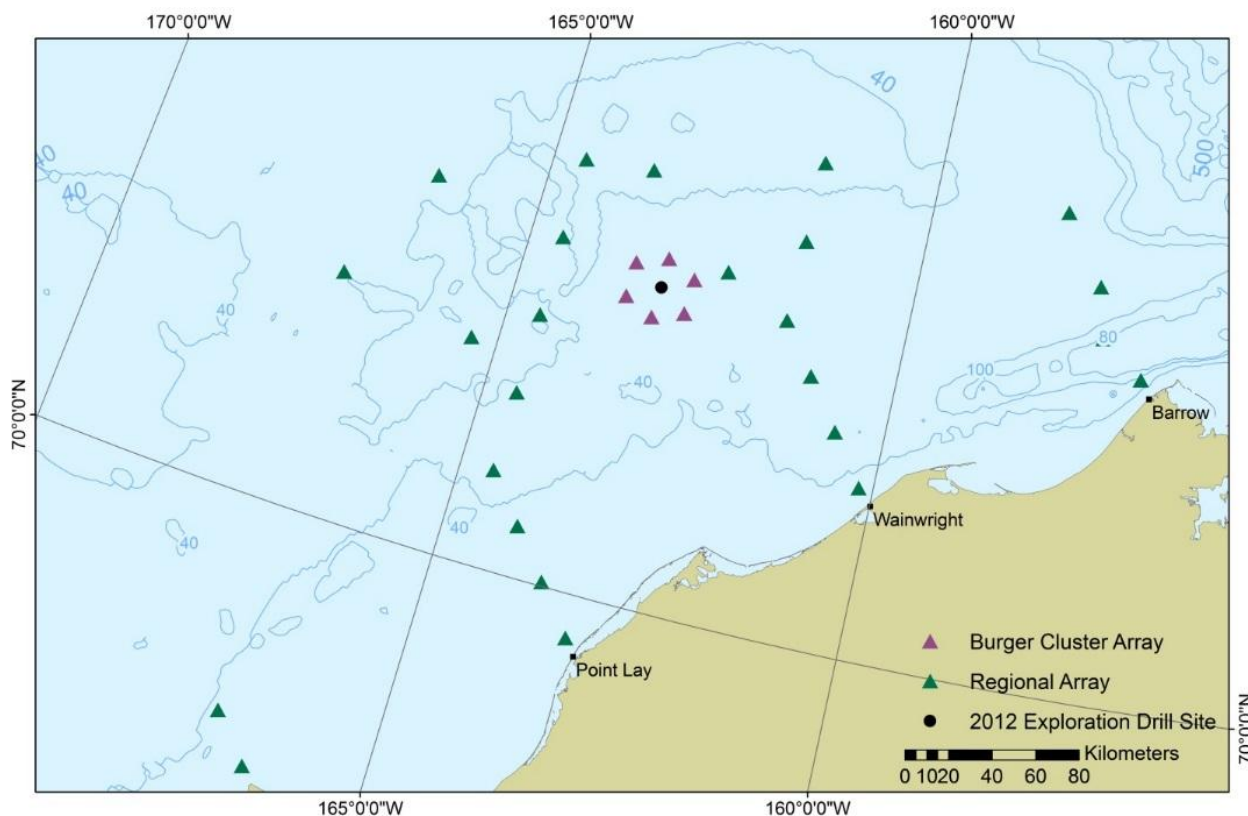 170°0'0"W
165°0'0"W
160°0'0"W
40
40
40
500
40
80
100
40
70°0'0"N
40
40
Barrow
Wainwright
Point Lay
Burger Cluster Array
Regional Array
2012 Exploration Drill Site
Kilometers
0 1020 40 60 80
70°0'0"N
165°0'0"W
160°0'0"W